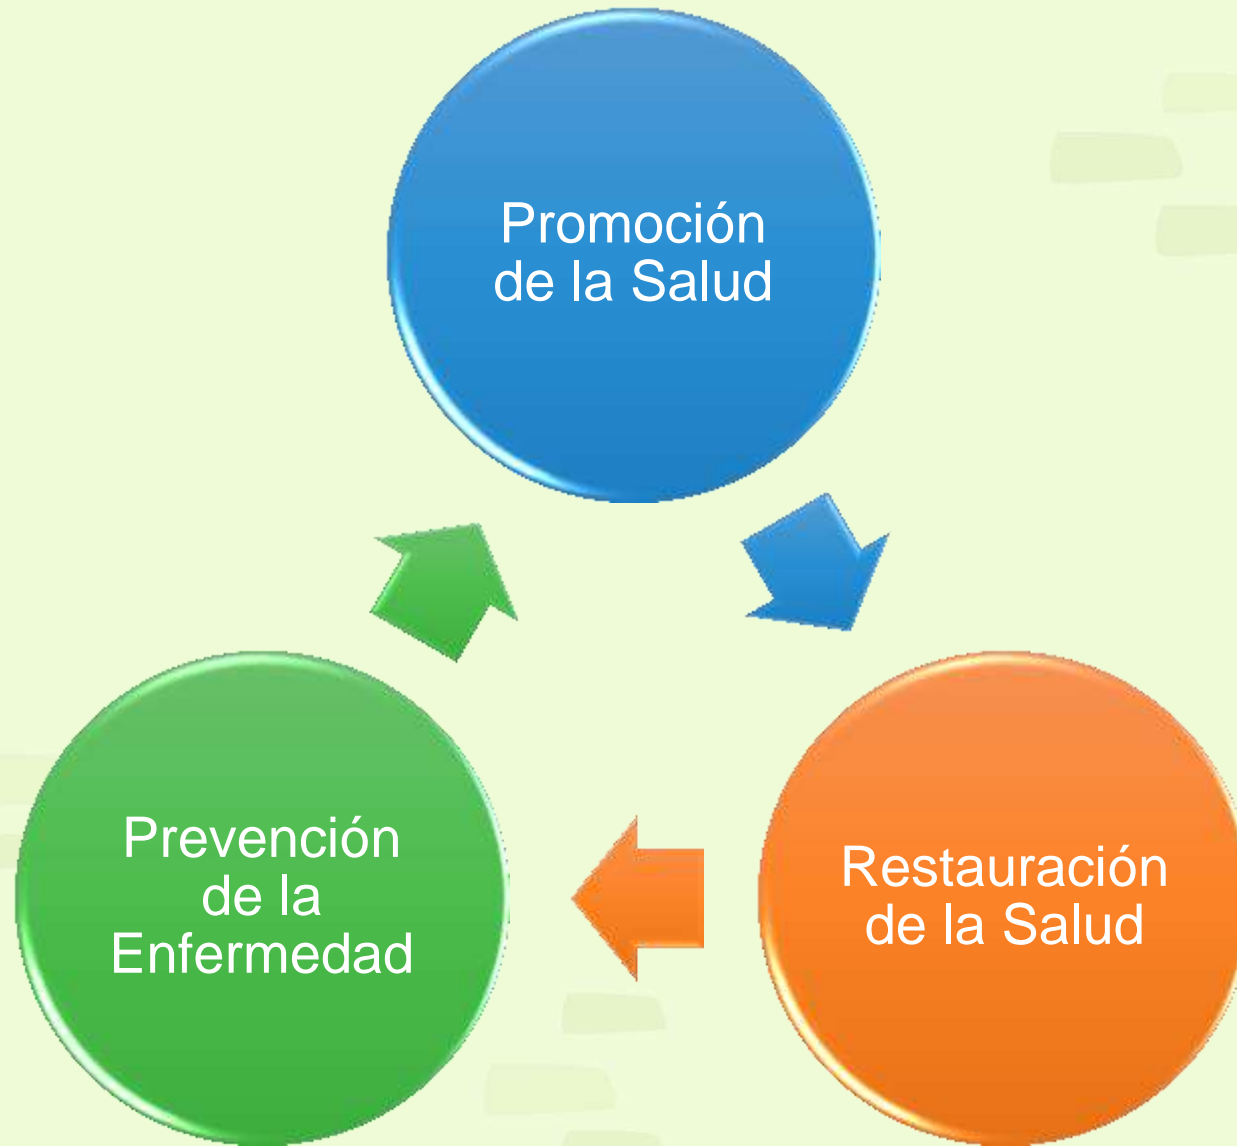 Promoción
de la Salud
Restauración
de la Salud
Prevención
de la
Enfermedad